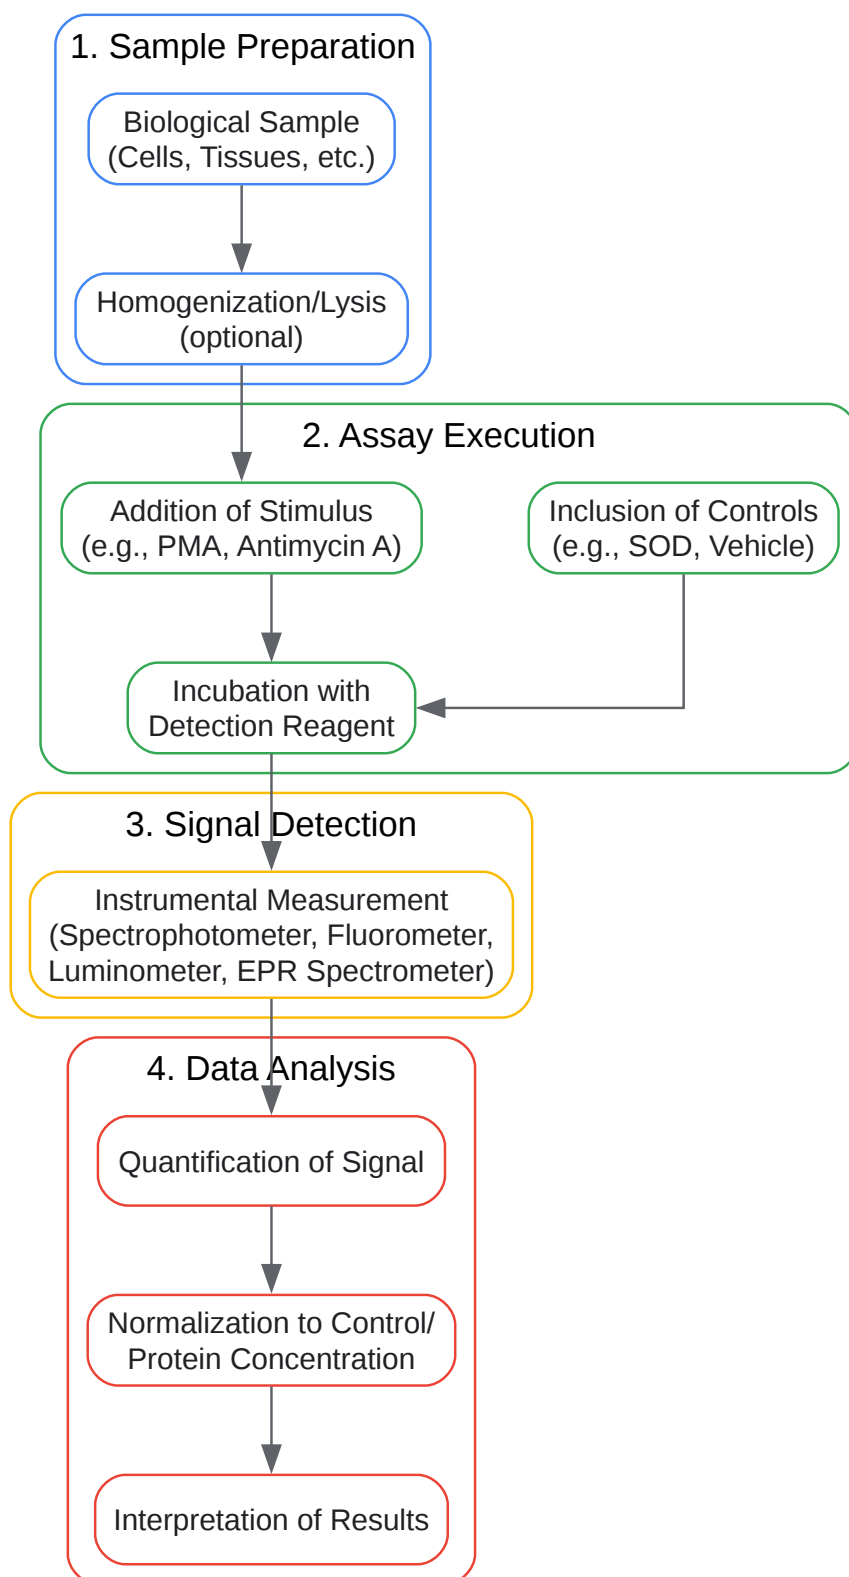 1. Sample Preparation
Biological Sample
(Cells, Tissues, etc.)
Homogenization/Lysis
(optional)
2. Assay Execution
Addition of Stimulus
(e.g., PMA, Antimycin A)
Inclusion of Controls
(e.g., SOD, Vehicle)
Incubation with
Detection Reagent
3. Signal Detection
Instrumental Measurement
(Spectrophotometer, Fluorometer,
Luminometer, EPR Spectrometer)
4. Data Analysis
Quantification of Signal
Normalization to Control/
Protein Concentration
Interpretation of Results